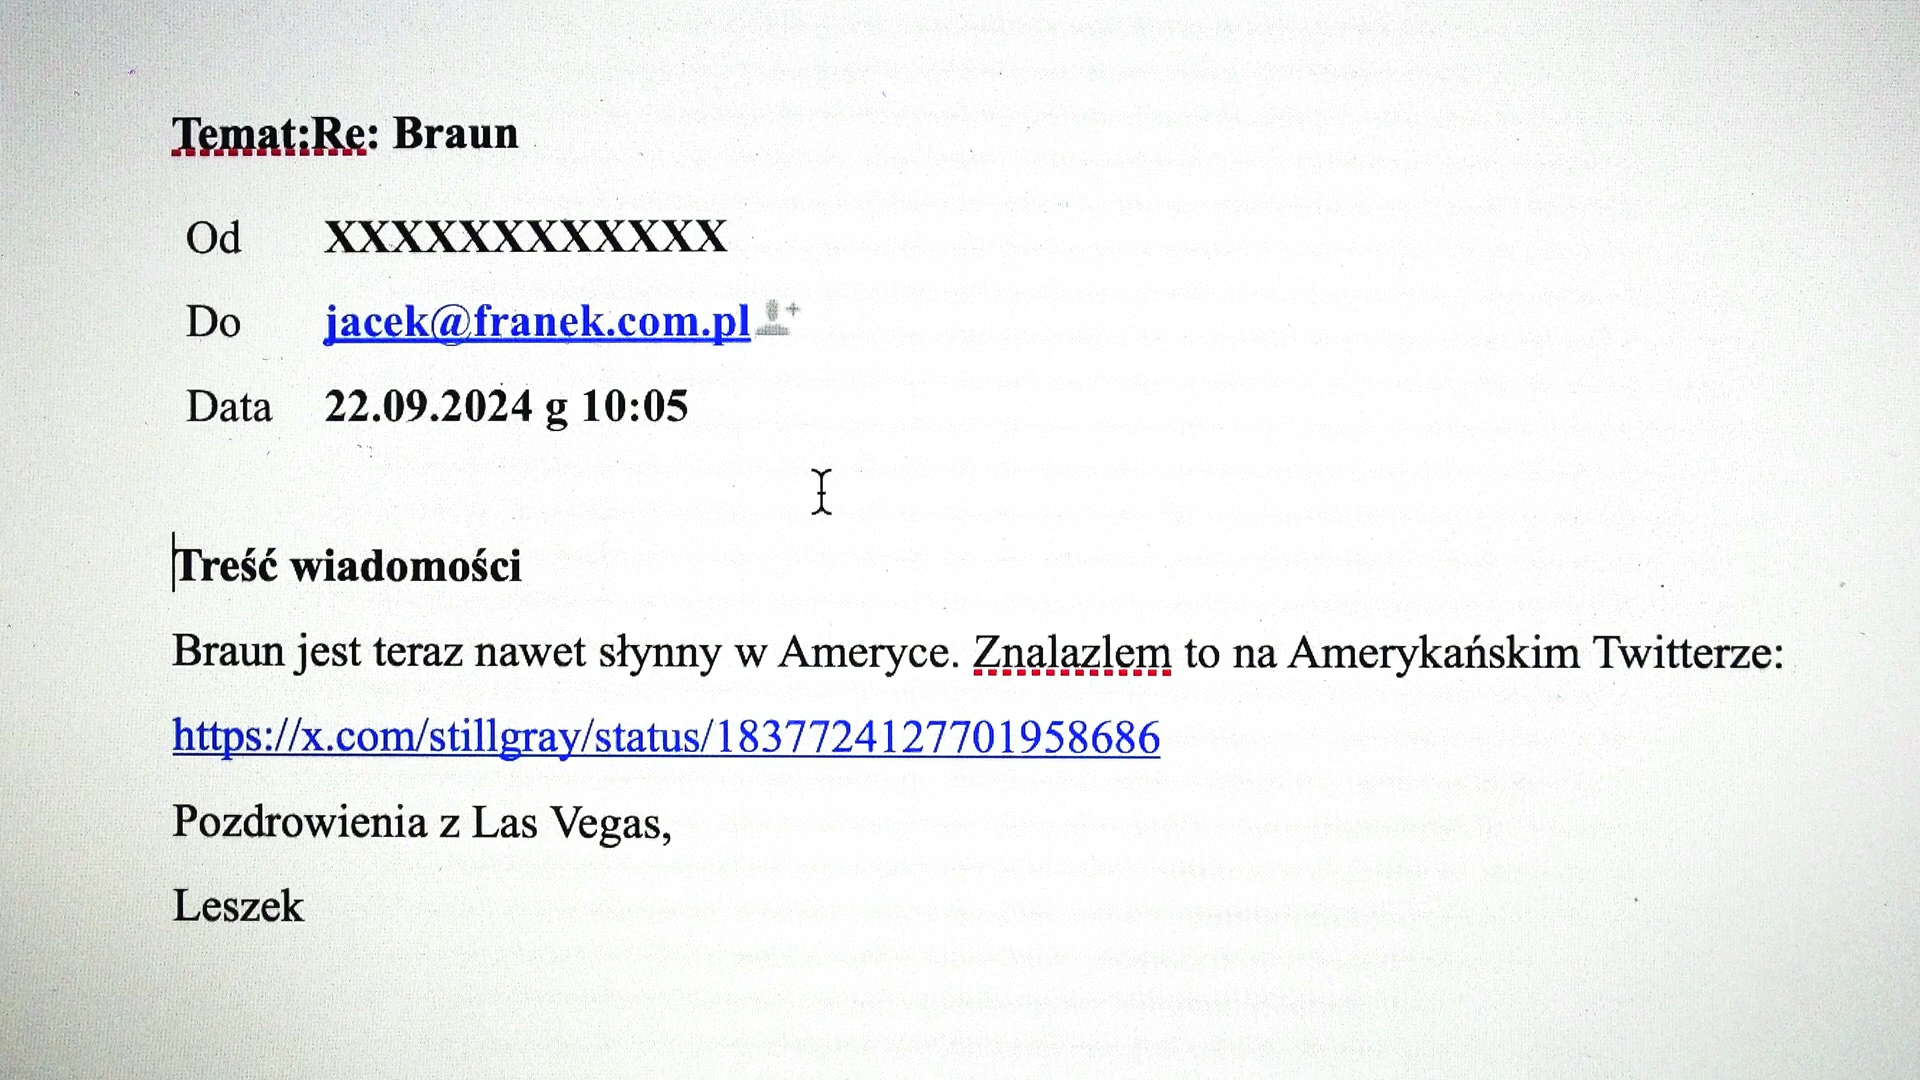 Temat:Re: Braun
Od XXXXXXXXXXXX
Do jacek@franek.com.pl
Data 22.09.2024 g 10:05
Treść wiadomości
Braun jest teraz nawet słynny w Ameryce. Znalazlem to na Amerykańskim Twitterze:
https://x.com/stillgray/status/1837724127701958686
Pozdrowienia z Las Vegas,
Leszek